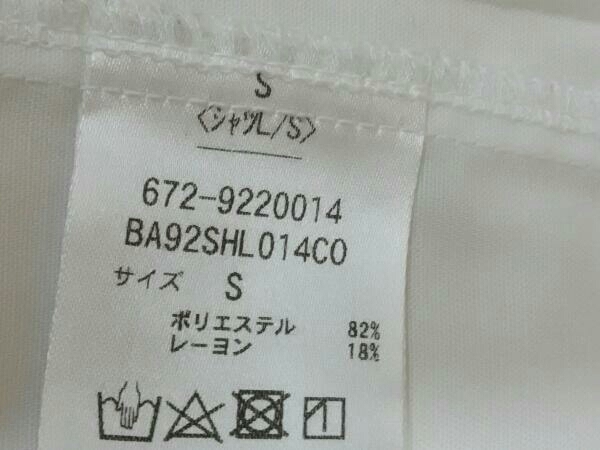 S
〈シャツL/S〉
672-9220014
BA92SHL014CO
サイズ S
ポリエステル 82%
レーヨン 18%